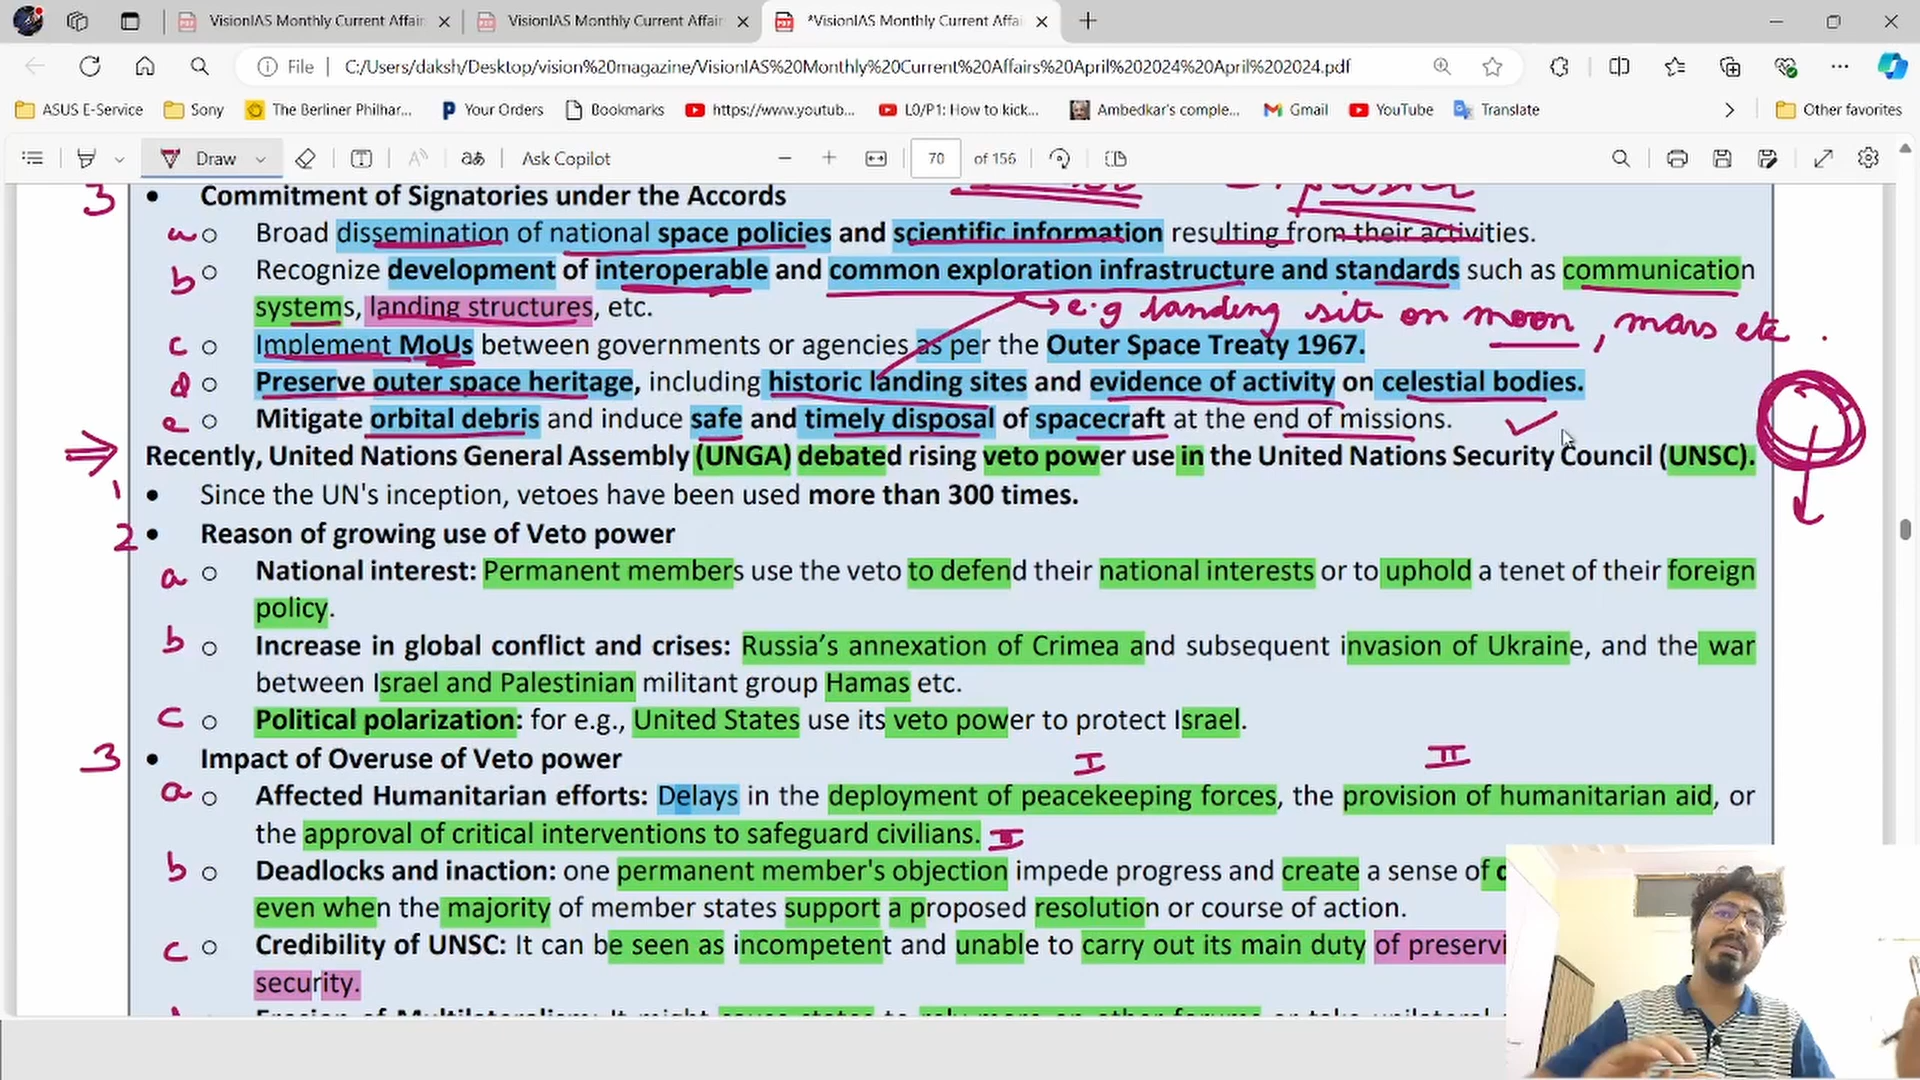 VisionIAS Monthly Current Affair
VisionIAS Monthly Current Affair
*VisionIAS Monthly Current Affai
File
C:/Users/daksh/Desktop/vision%20magazine/VisionIAS%20Monthly%20Current%20Affairs%20April%202024%20April%202024.pdf
ASUS E-Service
Sony
The Berliner Philhar...
Your Orders
Bookmarks
https://www.youtub...
L0/P1: How to kick...
Ambedkar's comple...
Gmail
YouTube
Translate
Other favorites
Draw
Ask Copilot
70 of 156
3 • Commitment of Signatories under the Accords
a o Broad dissemination of national space policies and scientific information resulting from their activities.
b o Recognize development of interoperable and common exploration infrastructure and standards such as communication
systems, landing structures, etc.
e.g landing site on moon, mars etc.
c o Implement MoUs between governments or agencies as per the Outer Space Treaty 1967.
d o Preserve outer space heritage, including historic landing sites and evidence of activity on celestial bodies.
e o Mitigate orbital debris and induce safe and timely disposal of spacecraft at the end of missions.
Recently, United Nations General Assembly (UNGA) debated rising veto power use in the United Nations Security Council (UNSC).
1 • Since the UN's inception, vetoes have been used more than 300 times.
2 • Reason of growing use of Veto power
a o National interest: Permanent members use the veto to defend their national interests or to uphold a tenet of their foreign
policy.
b o Increase in global conflict and crises: Russia’s annexation of Crimea and subsequent invasion of Ukraine, and the war
between Israel and Palestinian militant group Hamas etc.
c o Political polarization: for e.g., United States use its veto power to protect Israel.
3 • Impact of Overuse of Veto power
I II
a o Affected Humanitarian efforts: Delays in the deployment of peacekeeping forces, the provision of humanitarian aid, or
the approval of critical interventions to safeguard civilians.
b o Deadlocks and inaction: one permanent member's objection impede progress and create a sense of
even when the majority of member states support a proposed resolution or course of action.
c o Credibility of UNSC: It can be seen as incompetent and unable to carry out its main duty of preservi
security.